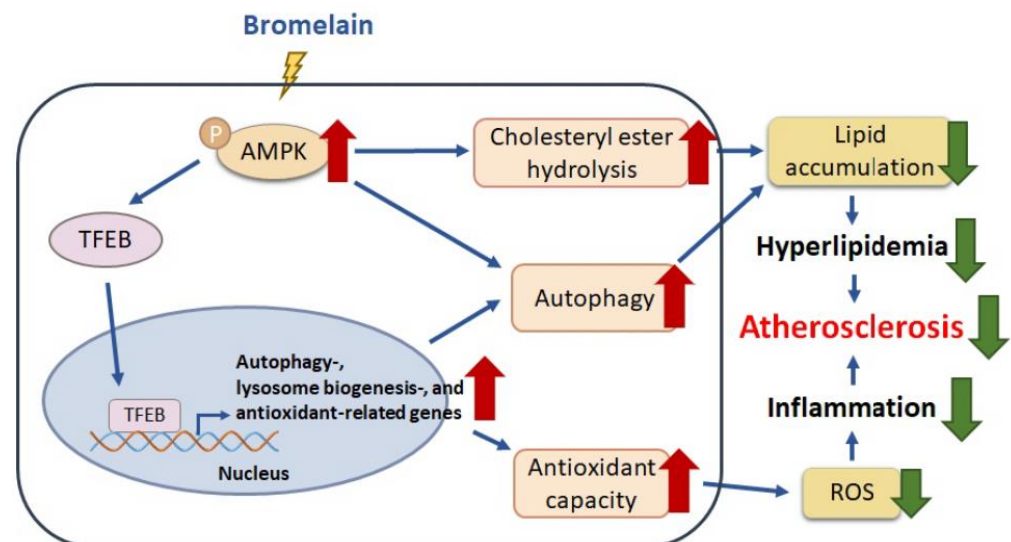 Bromelain
P
AMPK
Cholesteryl ester
hydrolysis
Lipid
accumulation
TFEB
Hyperlipidemia
Autophagy
Atherosclerosis
Autophagy-,
lysosome biogenesis-, and
antioxidant-related genes
TFEB
Nucleus
Inflammation
Antioxidant
capacity
ROS